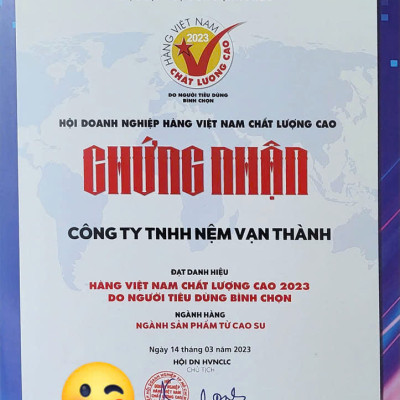 HÀNG VIỆT NAM
2023
CHẤT LƯỢNG CAO
DO NGƯỜI TIÊU DÙNG
BÌNH CHỌN
HỘI DOANH NGHIỆP HÀNG VIỆT NAM CHẤT LƯỢNG CAO
CHỨNG NHẬN
CÔNG TY TNHH NỆM VẠN THÀNH
ĐẠT DANH HIỆU
HÀNG VIỆT NAM CHẤT LƯỢNG CAO 2023
DO NGƯỜI TIÊU DÙNG BÌNH CHỌN
NGÀNH HÀNG
NGÀNH SẢN PHẨM TỪ CAO SU
Ngày 14 tháng 03 năm 2023
HỘI DN HVNCLC
CHỦ TỊCH